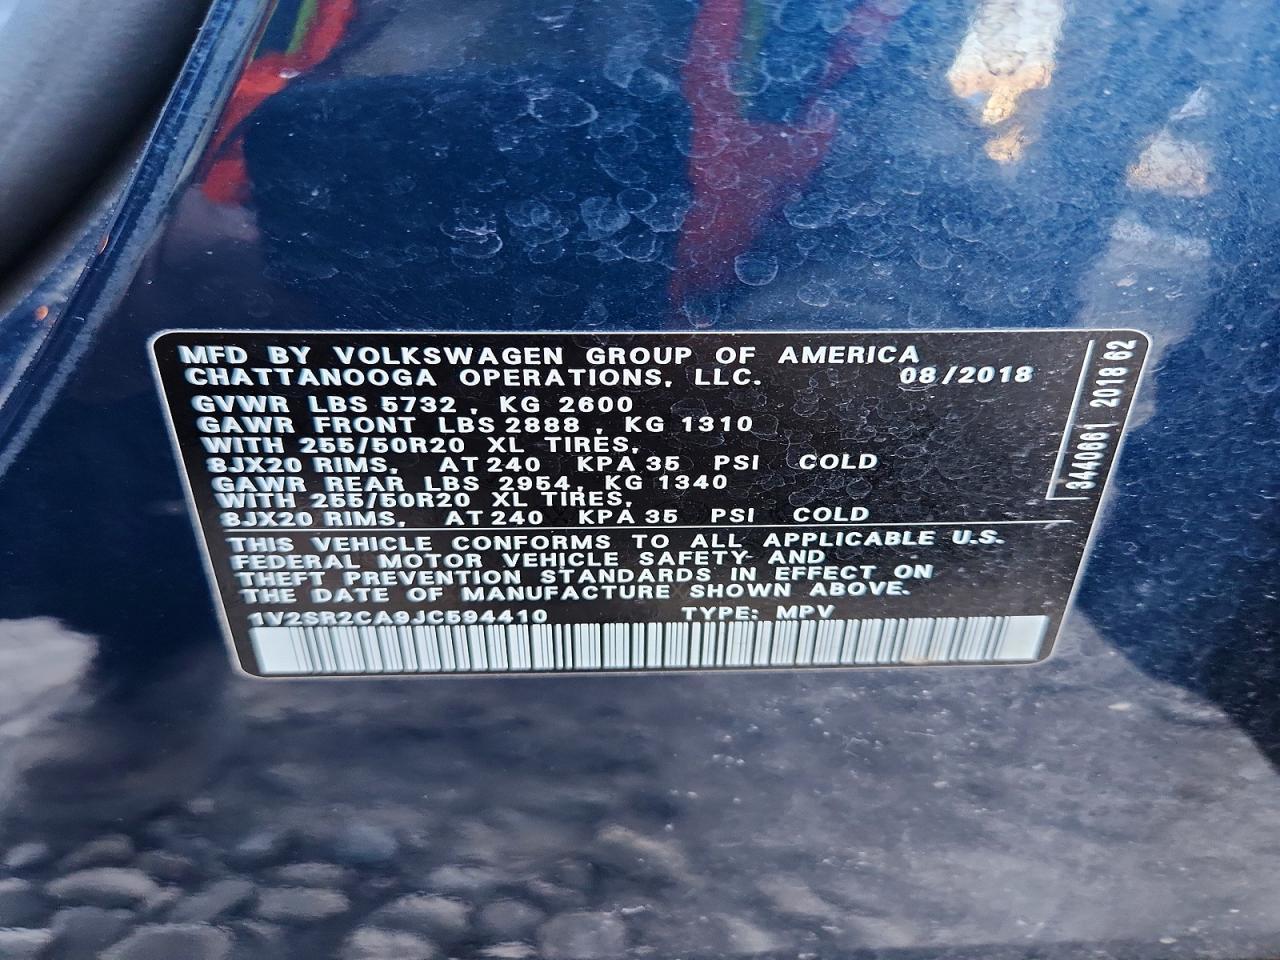 MFD BY VOLKSWAGEN GROUP OF AMERICA
CHATTANOOGA OPERATIONS, LLC. 08/2018
GVWR LBS 5732 , KG 2600
GAWR FRONT LBS 2888 , KG 1310
WITH 255/50R20 XL TIRES,
8JX20 RIMS, AT 240 KPA 35 PSI COLD
GAWR REAR LBS 2954, KG 1340
WITH 255/50R20 XL TIRES,
8JX20 RIMS, AT 240 KPA 35 PSI COLD
THIS VEHICLE CONFORMS TO ALL APPLICABLE U.S.
FEDERAL MOTOR VEHICLE SAFETY AND
THEFT PREVENTION STANDARDS IN EFFECT ON
THE DATE OF MANUFACTURE SHOWN ABOVE.
1V2SR2CA9JC594410 TYPE: MPV
3440661 2018 62